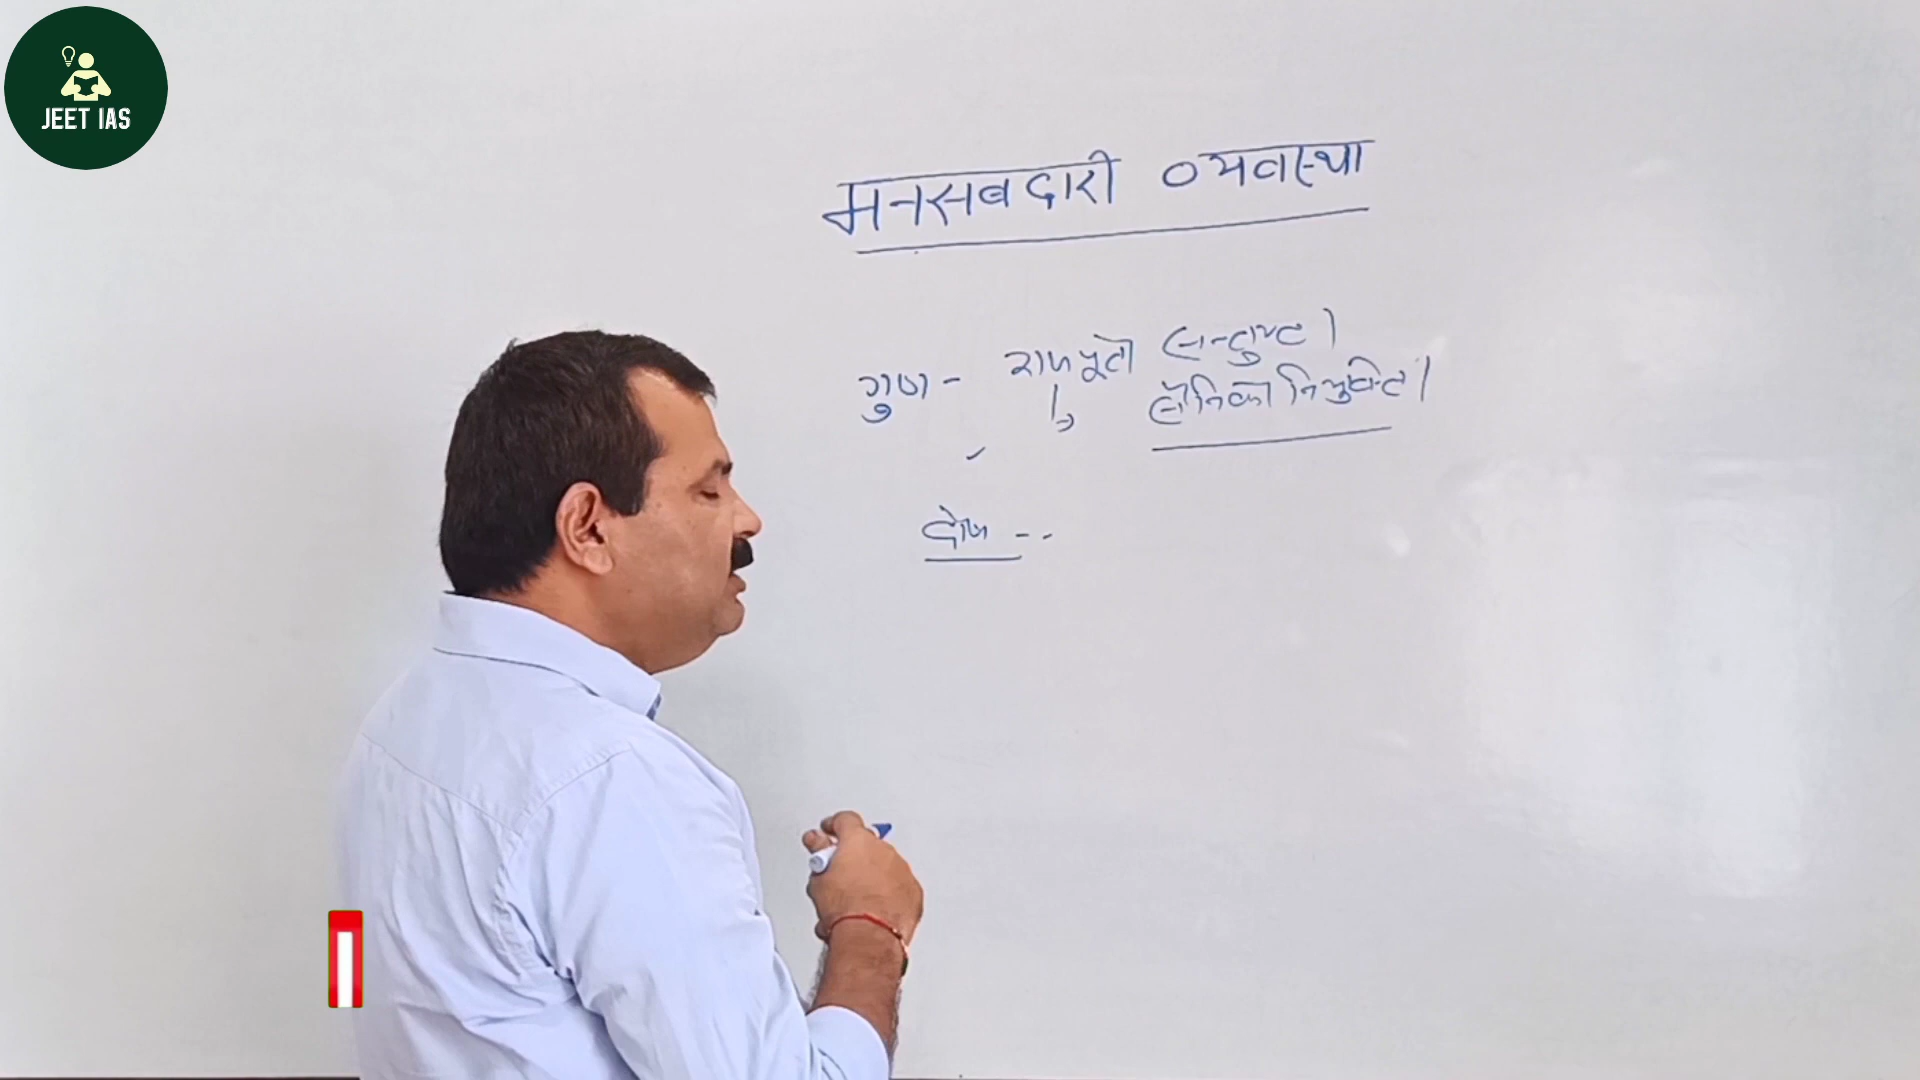 JEET IAS
मनसबदारी व्यवस्था
गुण - राजपूतो सन्तुष्ट।
सैनिको नियुक्ति।
दोष --